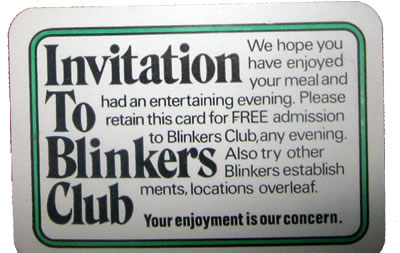 Invitation To Blinkers Club
We hope you
have enjoyed
your meal and
had an entertaining evening. Please
retain this card for FREE admission
to Blinkers Club, any evening.
Also try other
Blinkers establish
ments, locations overleaf.
Your enjoyment is our concern.